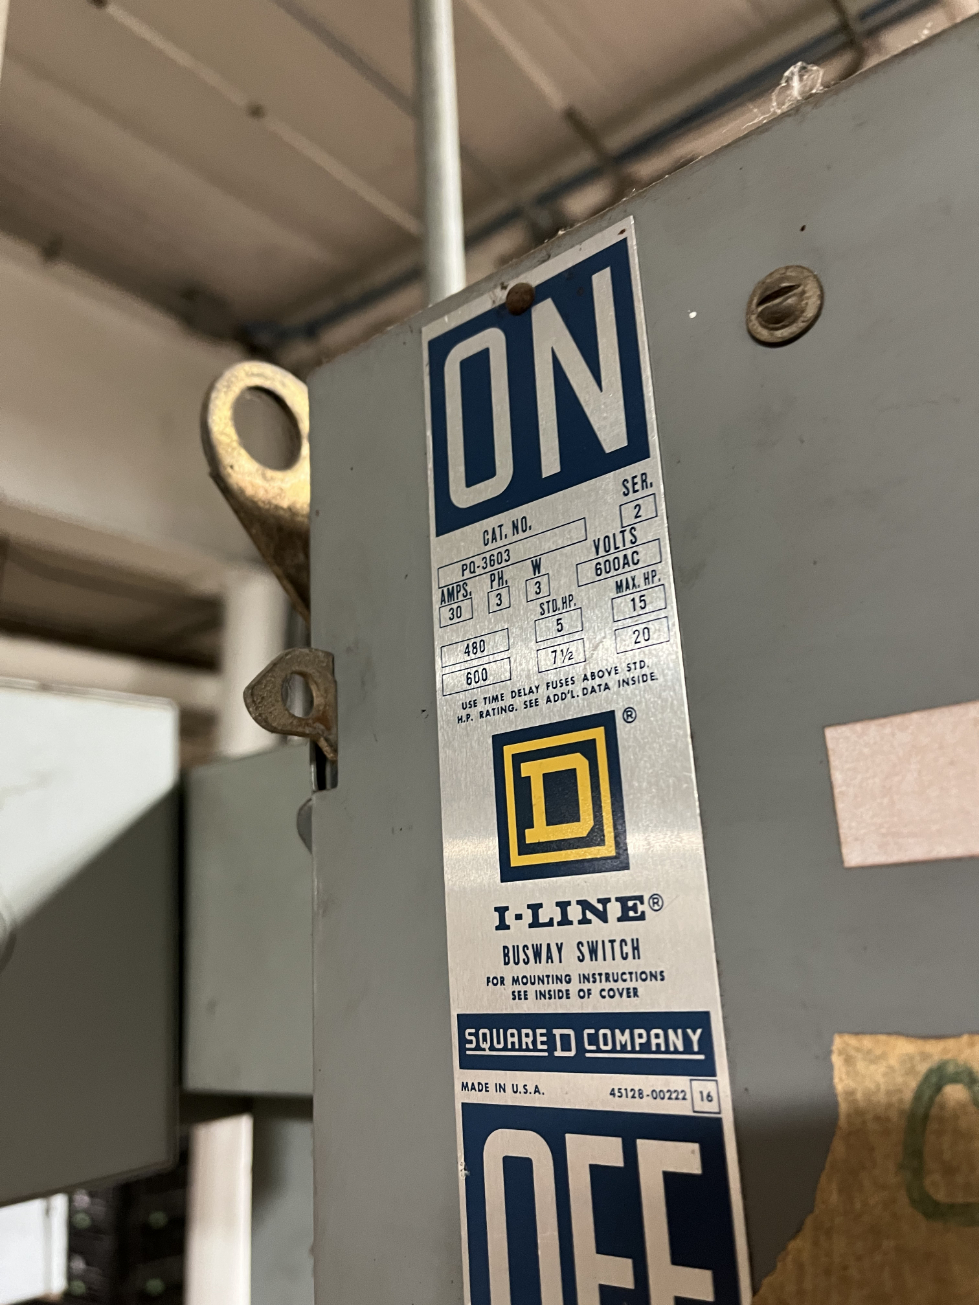 ON
CAT. NO. SER.
PQ-3603 2
AMPS. PH. W VOLTS
30 3 3 600AC
STD. HP. MAX. HP.
480 5 15
600 7½ 20
USE TIME DELAY FUSES ABOVE STD.
H.P. RATING. SEE ADD'L. DATA INSIDE.
D ®
I-LINE®
BUSWAY SWITCH
FOR MOUNTING INSTRUCTIONS
SEE INSIDE OF COVER
SQUARE D COMPANY
MADE IN U.S.A. 45128-00222 16
OFF